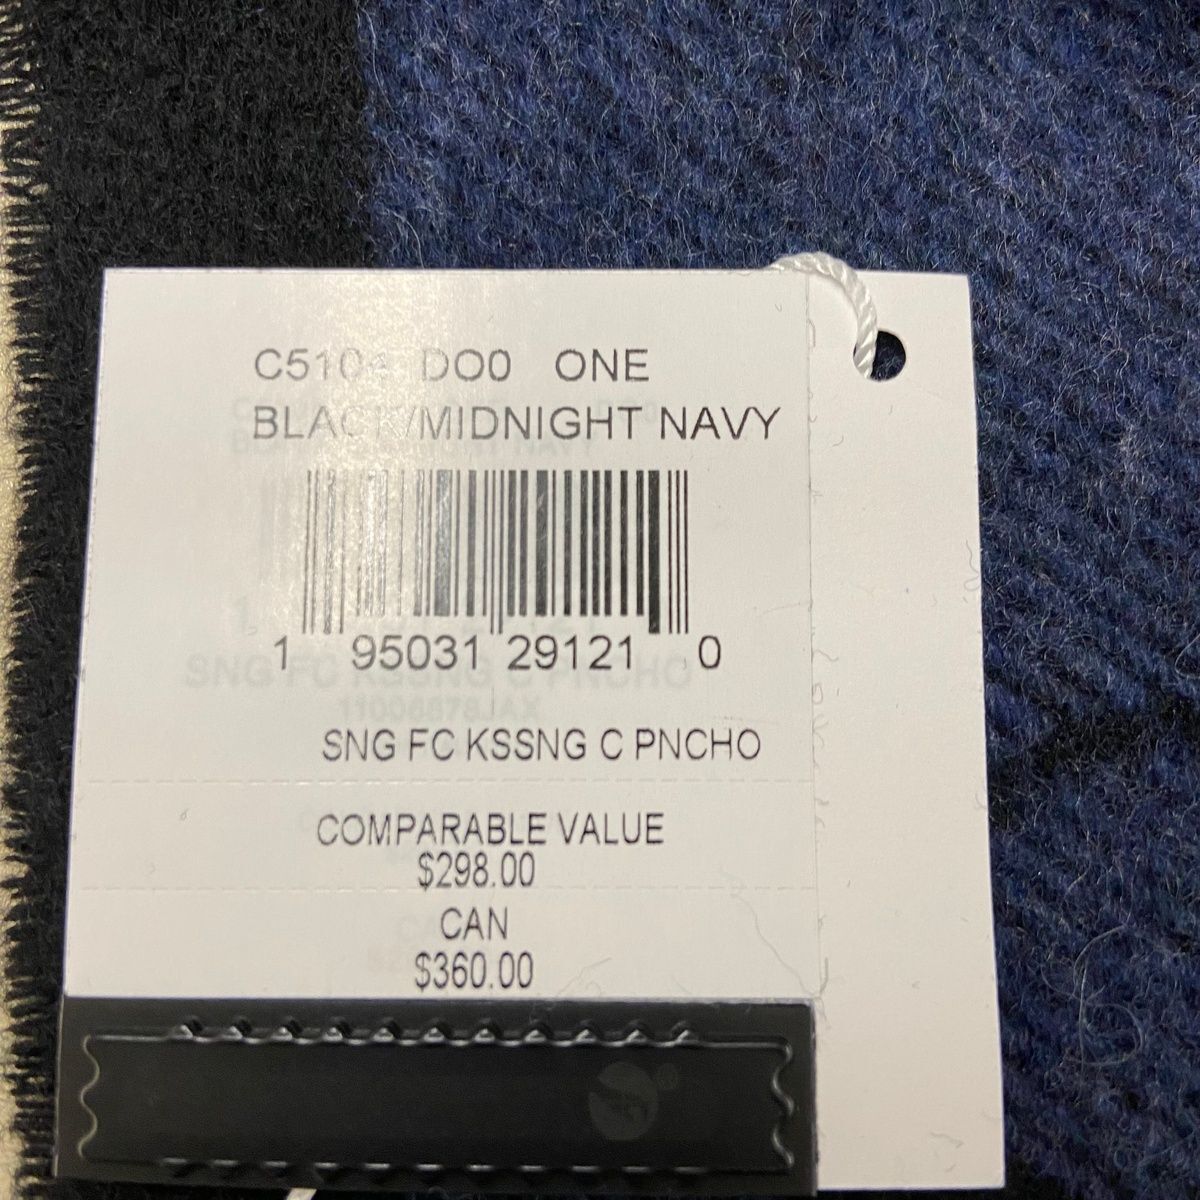 C5104 DO0 ONE
BLACK/MIDNIGHT NAVY
1 95031 29121 0
SNG FC KSSNG C PNCHO
COMPARABLE VALUE
$298.00
CAN
$360.00